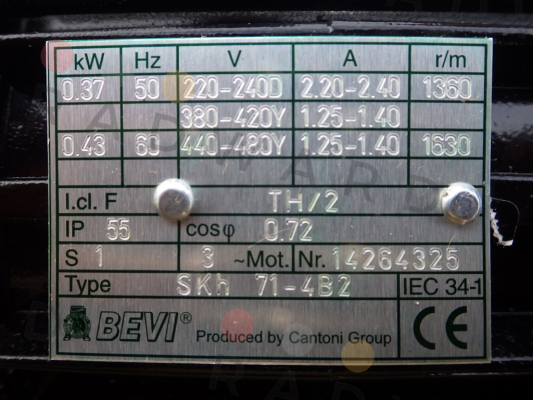 kW Hz V A r/m
0.37 50 220-240D 2.20-2.40 1360
380-420Y 1.25-1.40
0.43 60 440-480Y 1.25-1.40 1630
I.cl. F TH/2
IP 55 cosφ 0.72
S 1 3 ~Mot. Nr. 14264325
Type SKh 71-4B2 IEC 34-1
BEVI® Produced by Cantoni Group CE